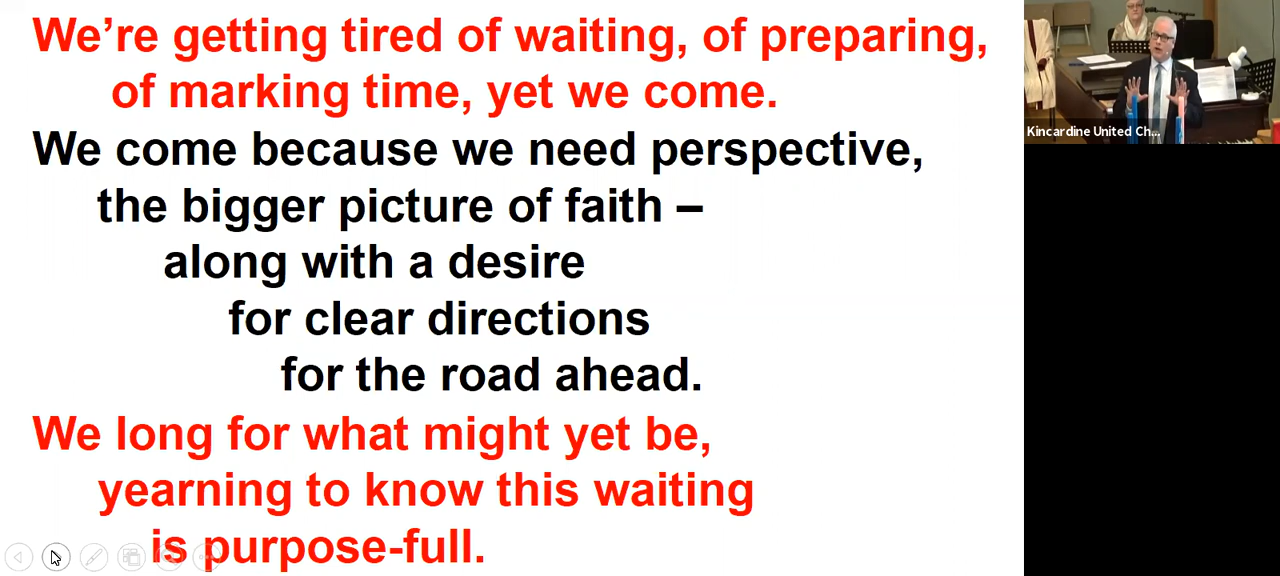 We’re getting tired of waiting, of preparing,
of marking time, yet we come.
We come because we need perspective,
the bigger picture of faith –
along with a desire
for clear directions
for the road ahead.
We long for what might yet be,
yearning to know this waiting
is purpose-full.
Kincardine United Ch...